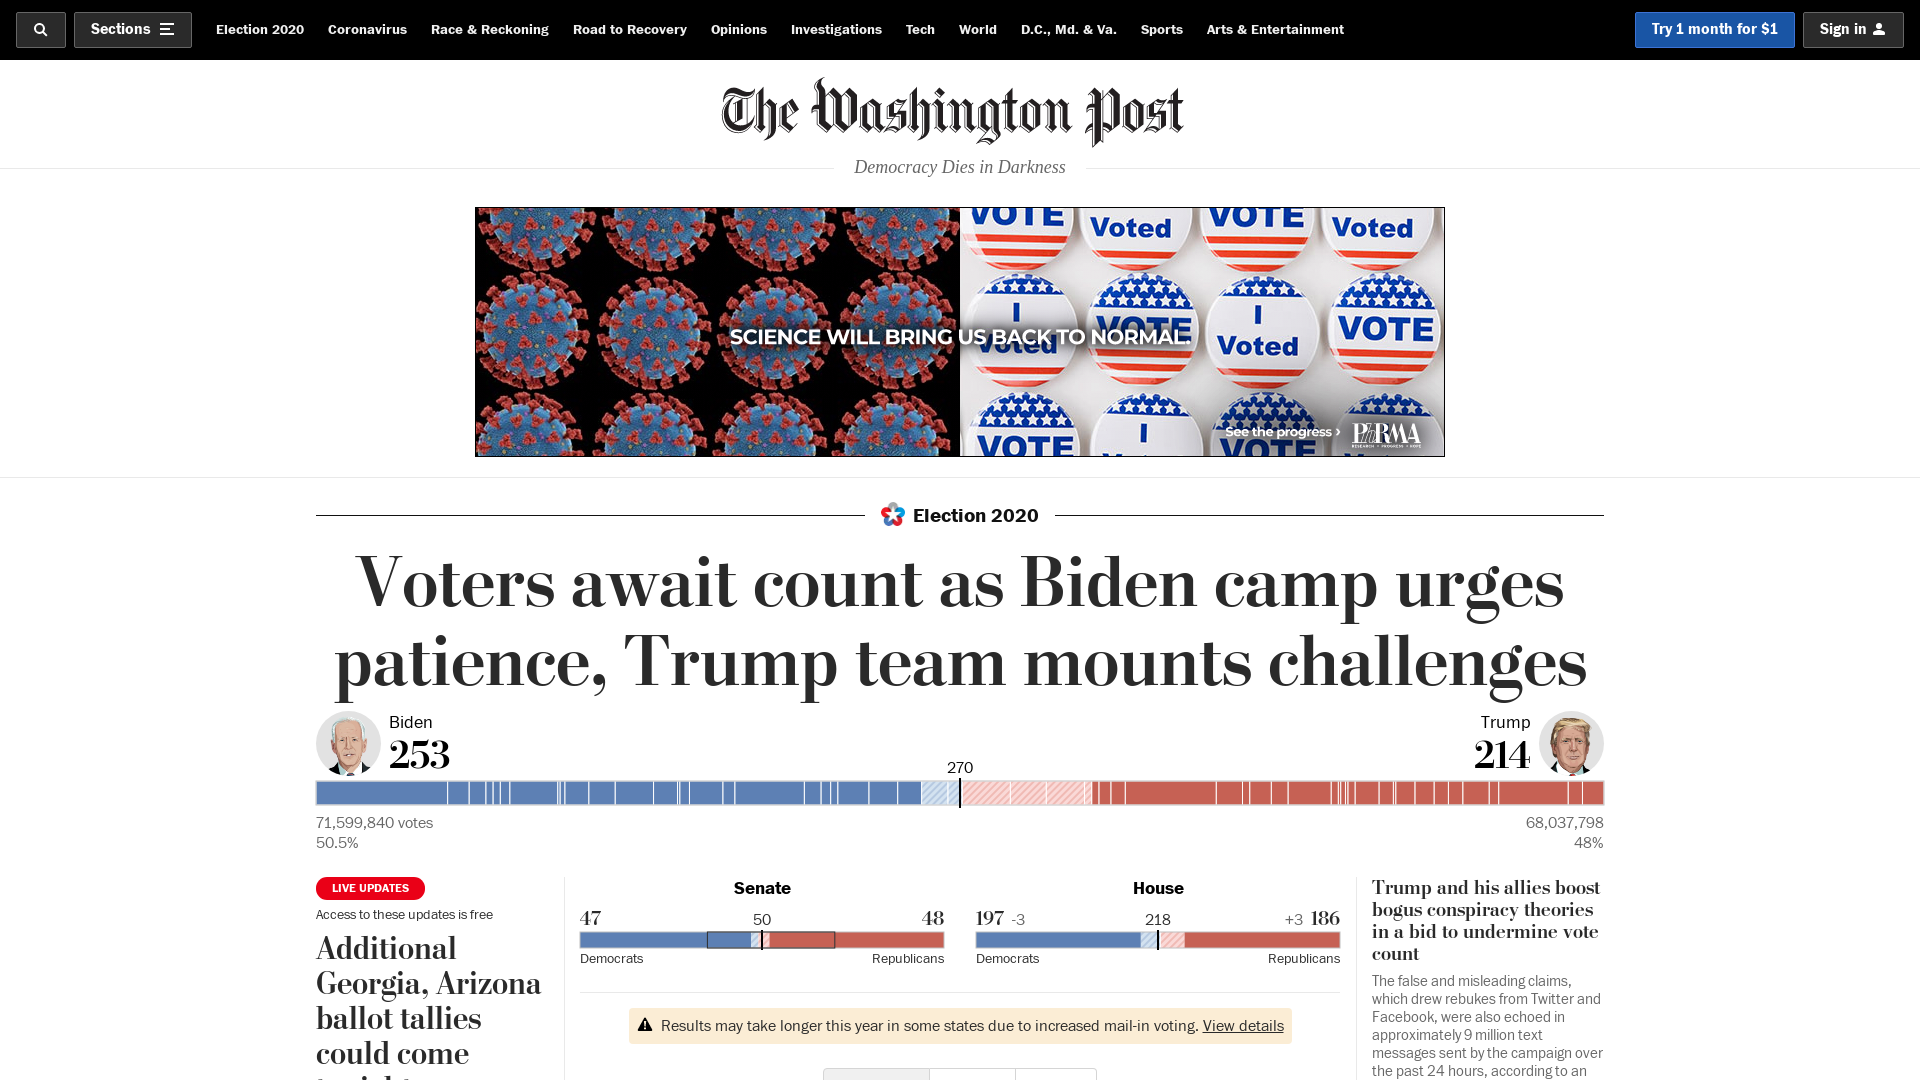 Sections
Election 2020
Coronavirus
Race & Reckoning
Road to Recovery
Opinions
Investigations
Tech
World
D.C., Md. & Va.
Sports
Arts & Entertainment
Try 1 month for $1
Sign in
The Washington Post
Democracy Dies in Darkness
VOTE
Voted
VOTE
Voted
I
Voted
VOTE
I
Voted
VOTE
SCIENCE WILL BRING US BACK TO NORMAL.
VOTE
I
VOTE
See the progress ›
PhRMA
RESEARCH • PROGRESS • HOPE
Election 2020
Voters await count as Biden camp urges
patience, Trump team mounts challenges
Biden
253
Trump
214
270
71,599,840 votes
50.5%
68,037,798
48%
LIVE UPDATES
Access to these updates is free
Additional
Georgia, Arizona
ballot tallies
could come
Senate
47
50
48
Democrats
Republicans
House
197 -3
218
+3 186
Democrats
Republicans
Results may take longer this year in some states due to increased mail-in voting. View details
Trump and his allies boost
bogus conspiracy theories
in a bid to undermine vote
count
The false and misleading claims,
which drew rebukes from Twitter and
Facebook, were also echoed in
approximately 9 million text
messages sent by the campaign over
the past 24 hours, according to an